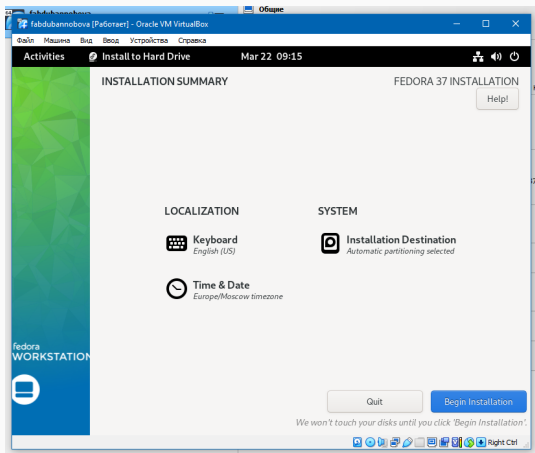 Общие
fabdubannobova
fabdubannobova [Работает] - Oracle VM VirtualBox
Файл Машина Вид Ввод Устройства Справка
Activities Install to Hard Drive Mar 22 09:15
INSTALLATION SUMMARY
FEDORA 37 INSTALLATION
Help!
LOCALIZATION
SYSTEM
Keyboard
English (US)
Installation Destination
Automatic partitioning selected
Time & Date
Europe/Moscow timezone
fedora
WORKSTATION
Quit
Begin Installation
We won't touch your disks until you click 'Begin Installation'.
Right Ctrl